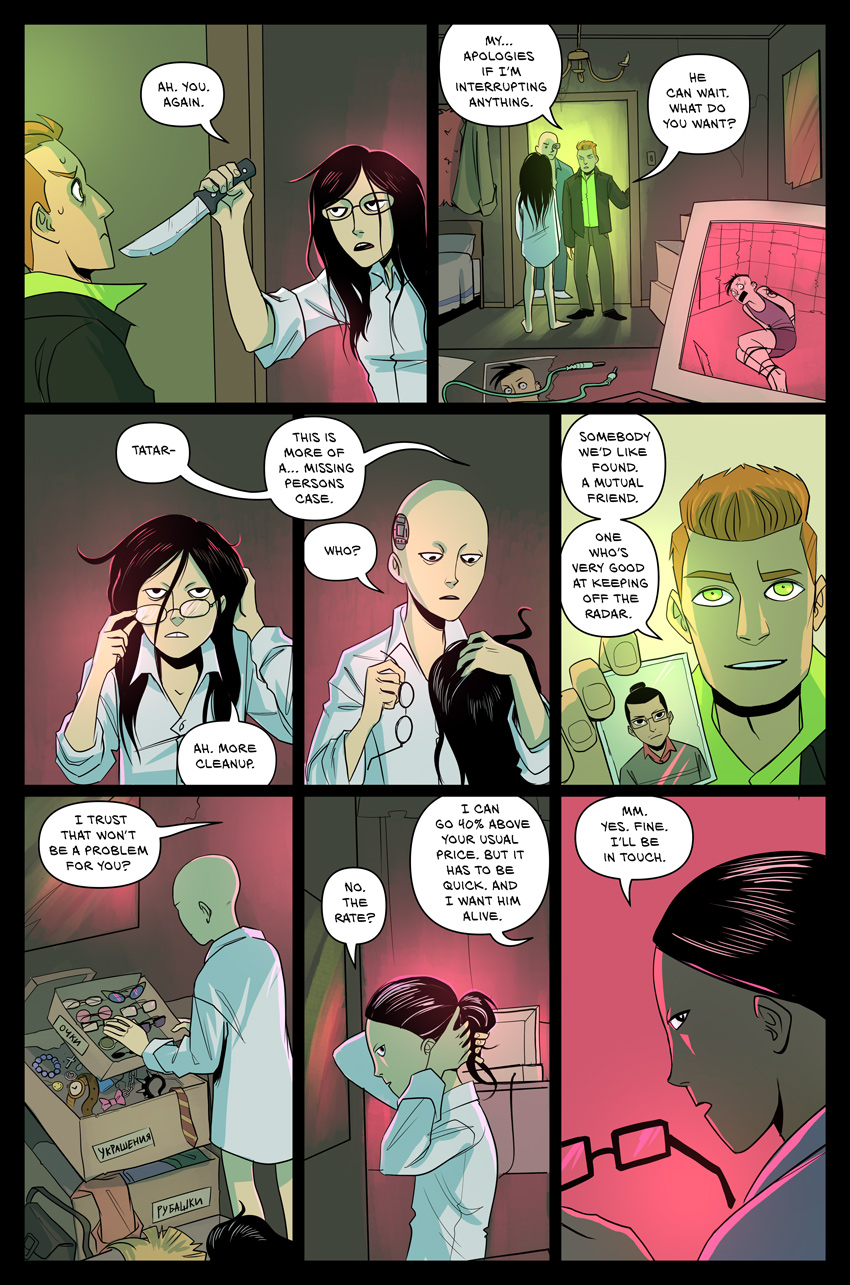 AH. YOU.
AGAIN.
MY...
APOLOGIES
IF I'M
INTERRUPTING
ANYTHING.
HE
CAN WAIT.
WHAT DO
YOU WANT?
TATAR-
THIS IS
MORE OF
A... MISSING
PERSONS
CASE.
AH. MORE
CLEANUP.
WHO?
SOMEBODY
WE'D LIKE
FOUND.
A MUTUAL
FRIEND.
ONE
WHO'S
VERY GOOD
AT KEEPING
OFF THE
RADAR.
I TRUST
THAT WON'T
BE A PROBLEM
FOR YOU?
ОЧКИ
УКРАШЕНИЯ
РУБАШКИ
NO.
THE
RATE?
I CAN
GO 40% ABOVE
YOUR USUAL
PRICE. BUT IT
HAS TO BE
QUICK. AND
I WANT HIM
ALIVE.
MM.
YES. FINE.
I'LL BE
IN TOUCH.